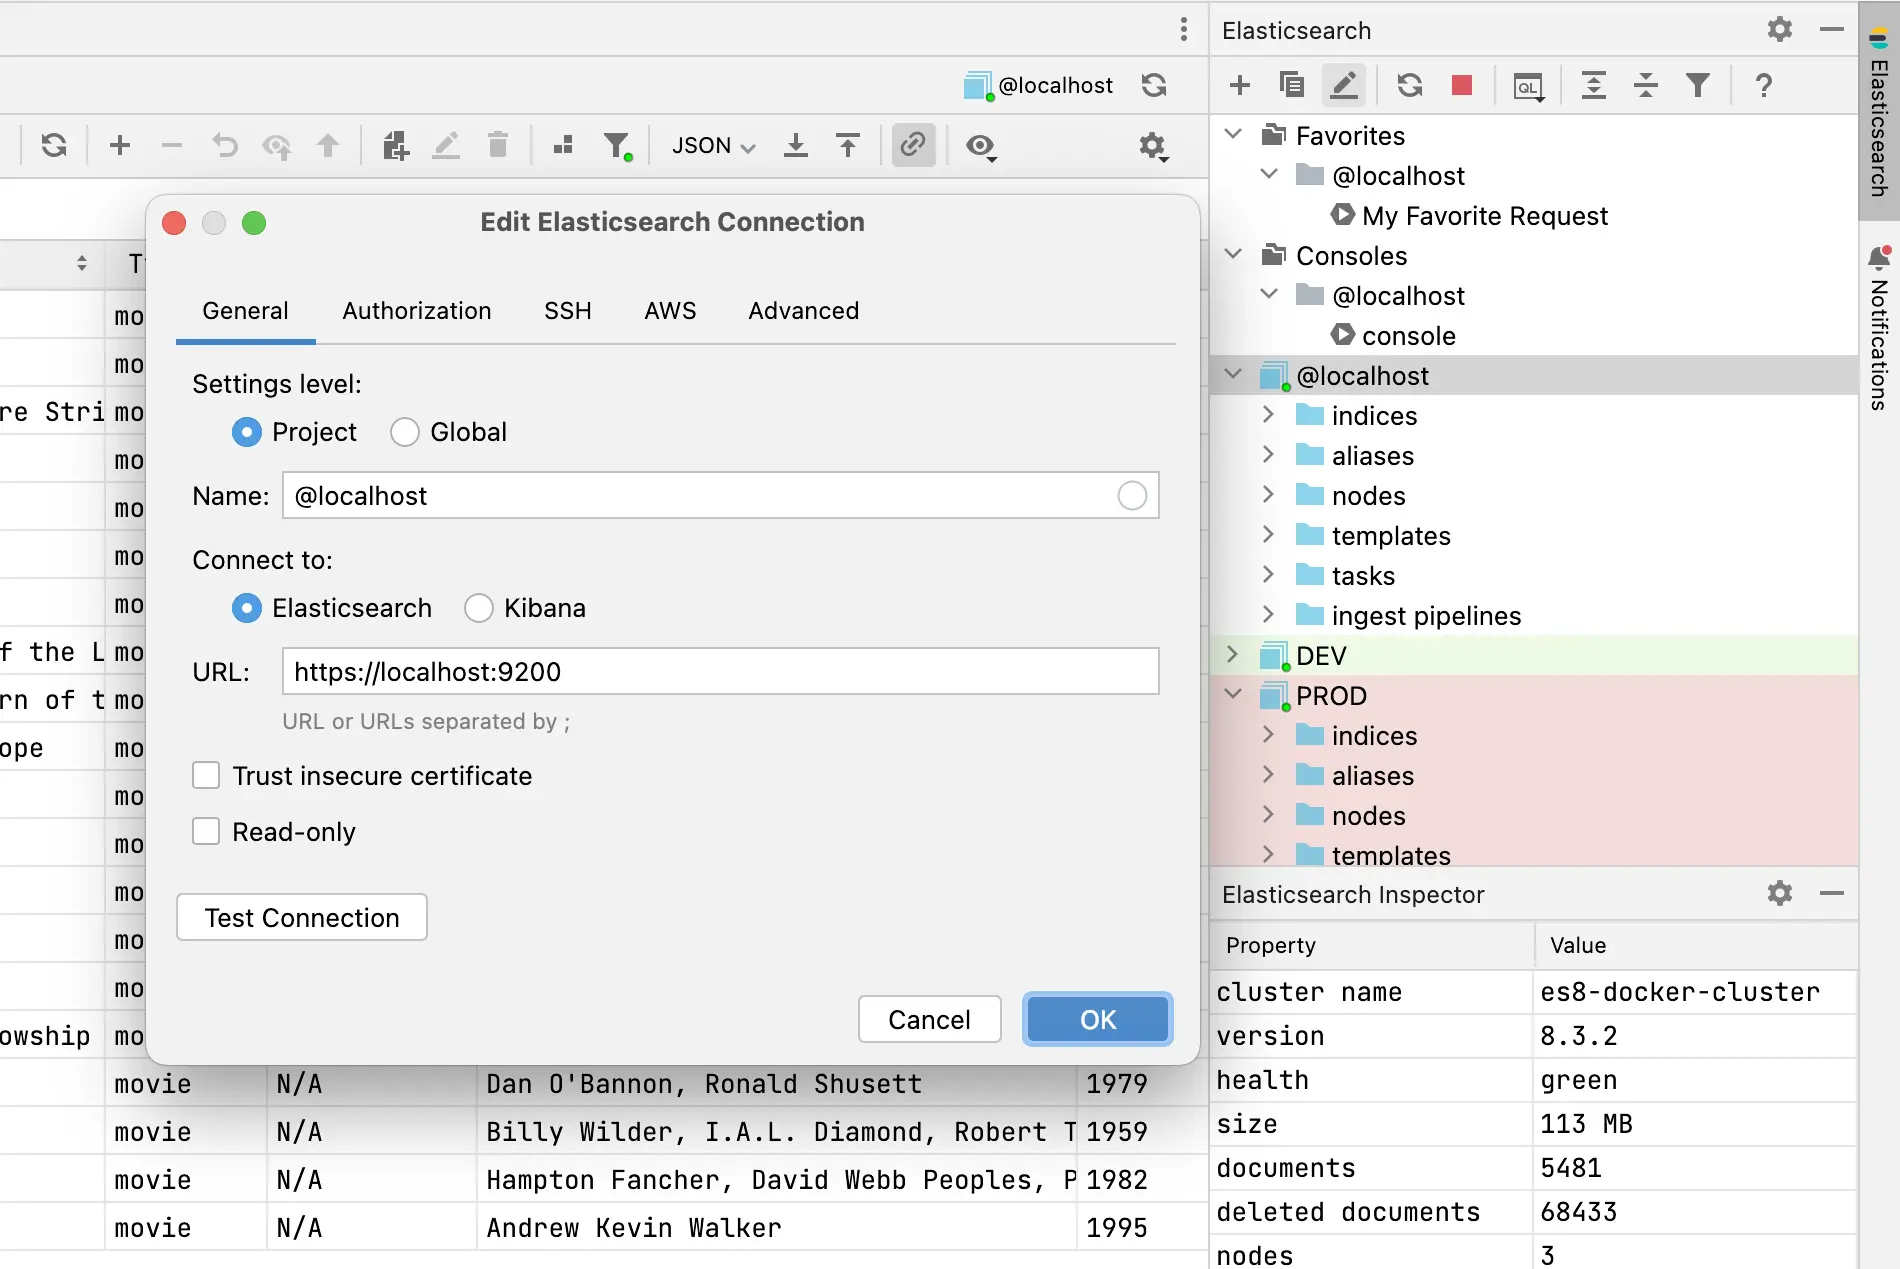 Elasticsearch
@localhost
JSON
QL
?
Edit Elasticsearch Connection
General Authorization SSH AWS Advanced
Settings level:
Project Global
Name: @localhost
Connect to:
Elasticsearch Kibana
URL: https://localhost:9200
URL or URLs separated by ;
Trust insecure certificate
Read-only
Test Connection
Cancel OK
mo
mo
re Stri mo
mo
mo
mo
mo
f the L mo
rn of t mo
ope mo
mo
mo
mo
mo
mo
owship mo
movie N/A Dan O'Bannon, Ronald Shusett 1979
movie N/A Billy Wilder, I.A.L. Diamond, Robert T 1959
movie N/A Hampton Fancher, David Webb Peoples, P 1982
movie N/A Andrew Kevin Walker 1995
Favorites
@localhost
My Favorite Request
Consoles
@localhost
console
@localhost
indices
aliases
nodes
templates
tasks
ingest pipelines
DEV
PROD
indices
aliases
nodes
templates
Elasticsearch Inspector
Property Value
cluster name es8-docker-cluster
version 8.3.2
health green
size 113 MB
documents 5481
deleted documents 68433
nodes 3
Elasticsearch
Notifications